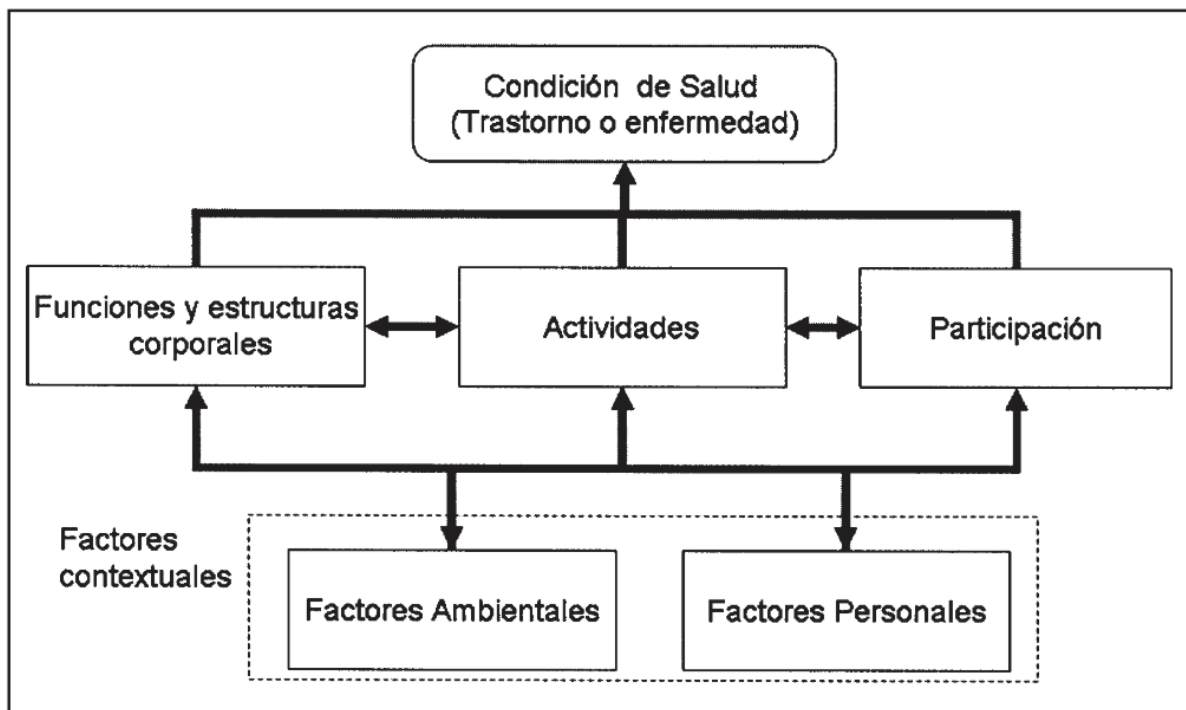 Condición de Salud
(Trastorno o enfermedad)
Funciones y estructuras
corporales
Actividades
Participación
Factores
contextuales
Factores Ambientales
Factores Personales